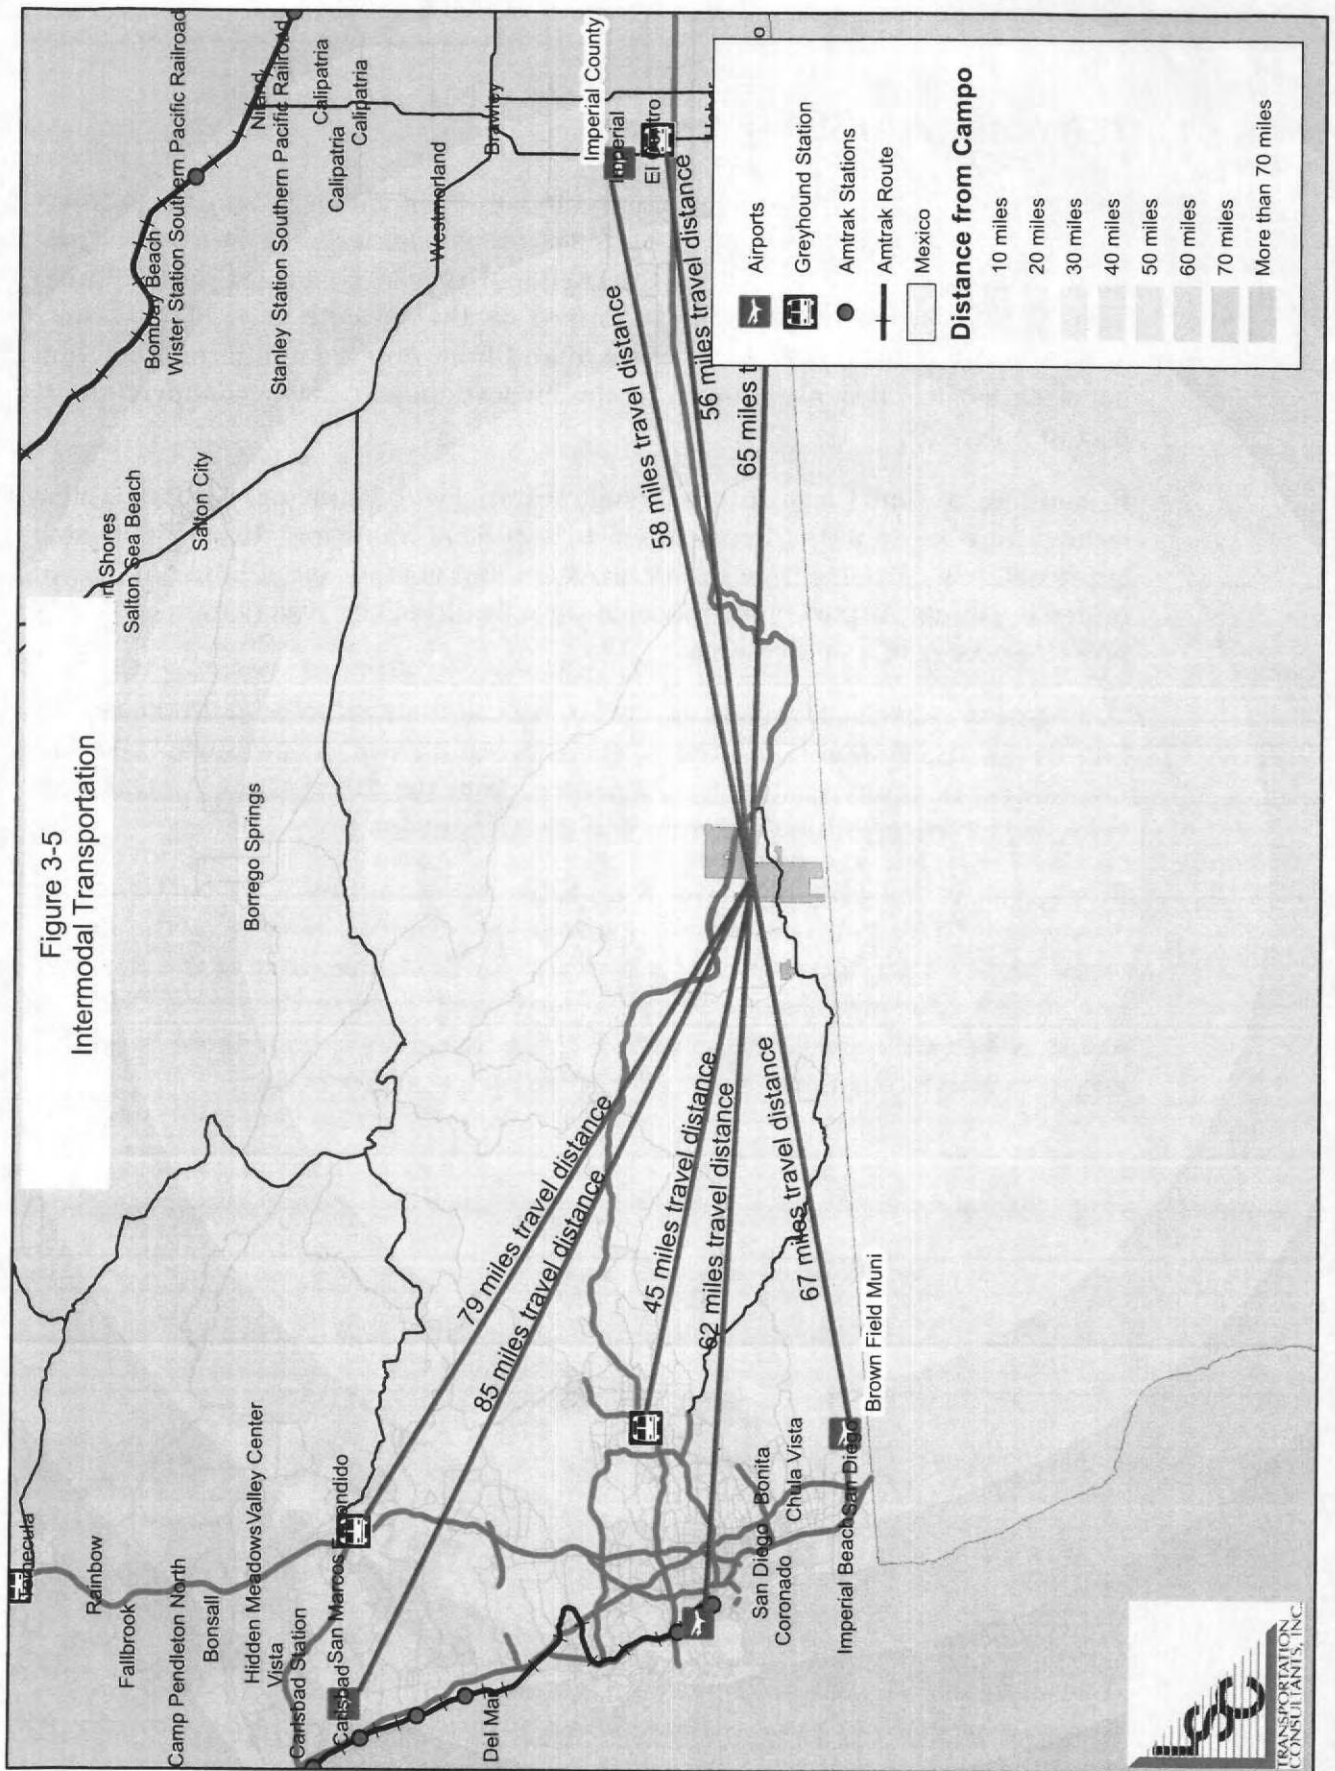 Figure 3-5
Intermodal Transportation
Temecula
Rainbow
Fallbrook
Camp Pendleton North
Bonsall
Hidden Meadows
Valley Center
Vista
Carlsbad Station
San Marcos
Carlsbad
Del Mar
Borrego Springs
Shores
Salton Sea Beach
Salton City
Bombay Beach
Wister Station Southern Pacific Railroad
Niland
Stanley Station Southern Pacific Railroad
Calipatria
Calipatria
Calipatria
Westmorland
Brawley
Imperial County
Imperial
79 miles travel distance
85 miles travel distance
45 miles travel distance
62 miles travel distance
67 miles travel distance
58 miles travel distance
56 miles travel distance
65 miles t
San Diego
Bonita
Coronado
Chula Vista
Imperial Beach
San Diego
Brown Field Muni
Airports
Greyhound Station
Amtrak Stations
Amtrak Route
Mexico
Distance from Campo
10 miles
20 miles
30 miles
40 miles
50 miles
60 miles
70 miles
More than 70 miles
LSC
TRANSPORTATION
CONSULTANTS, INC.